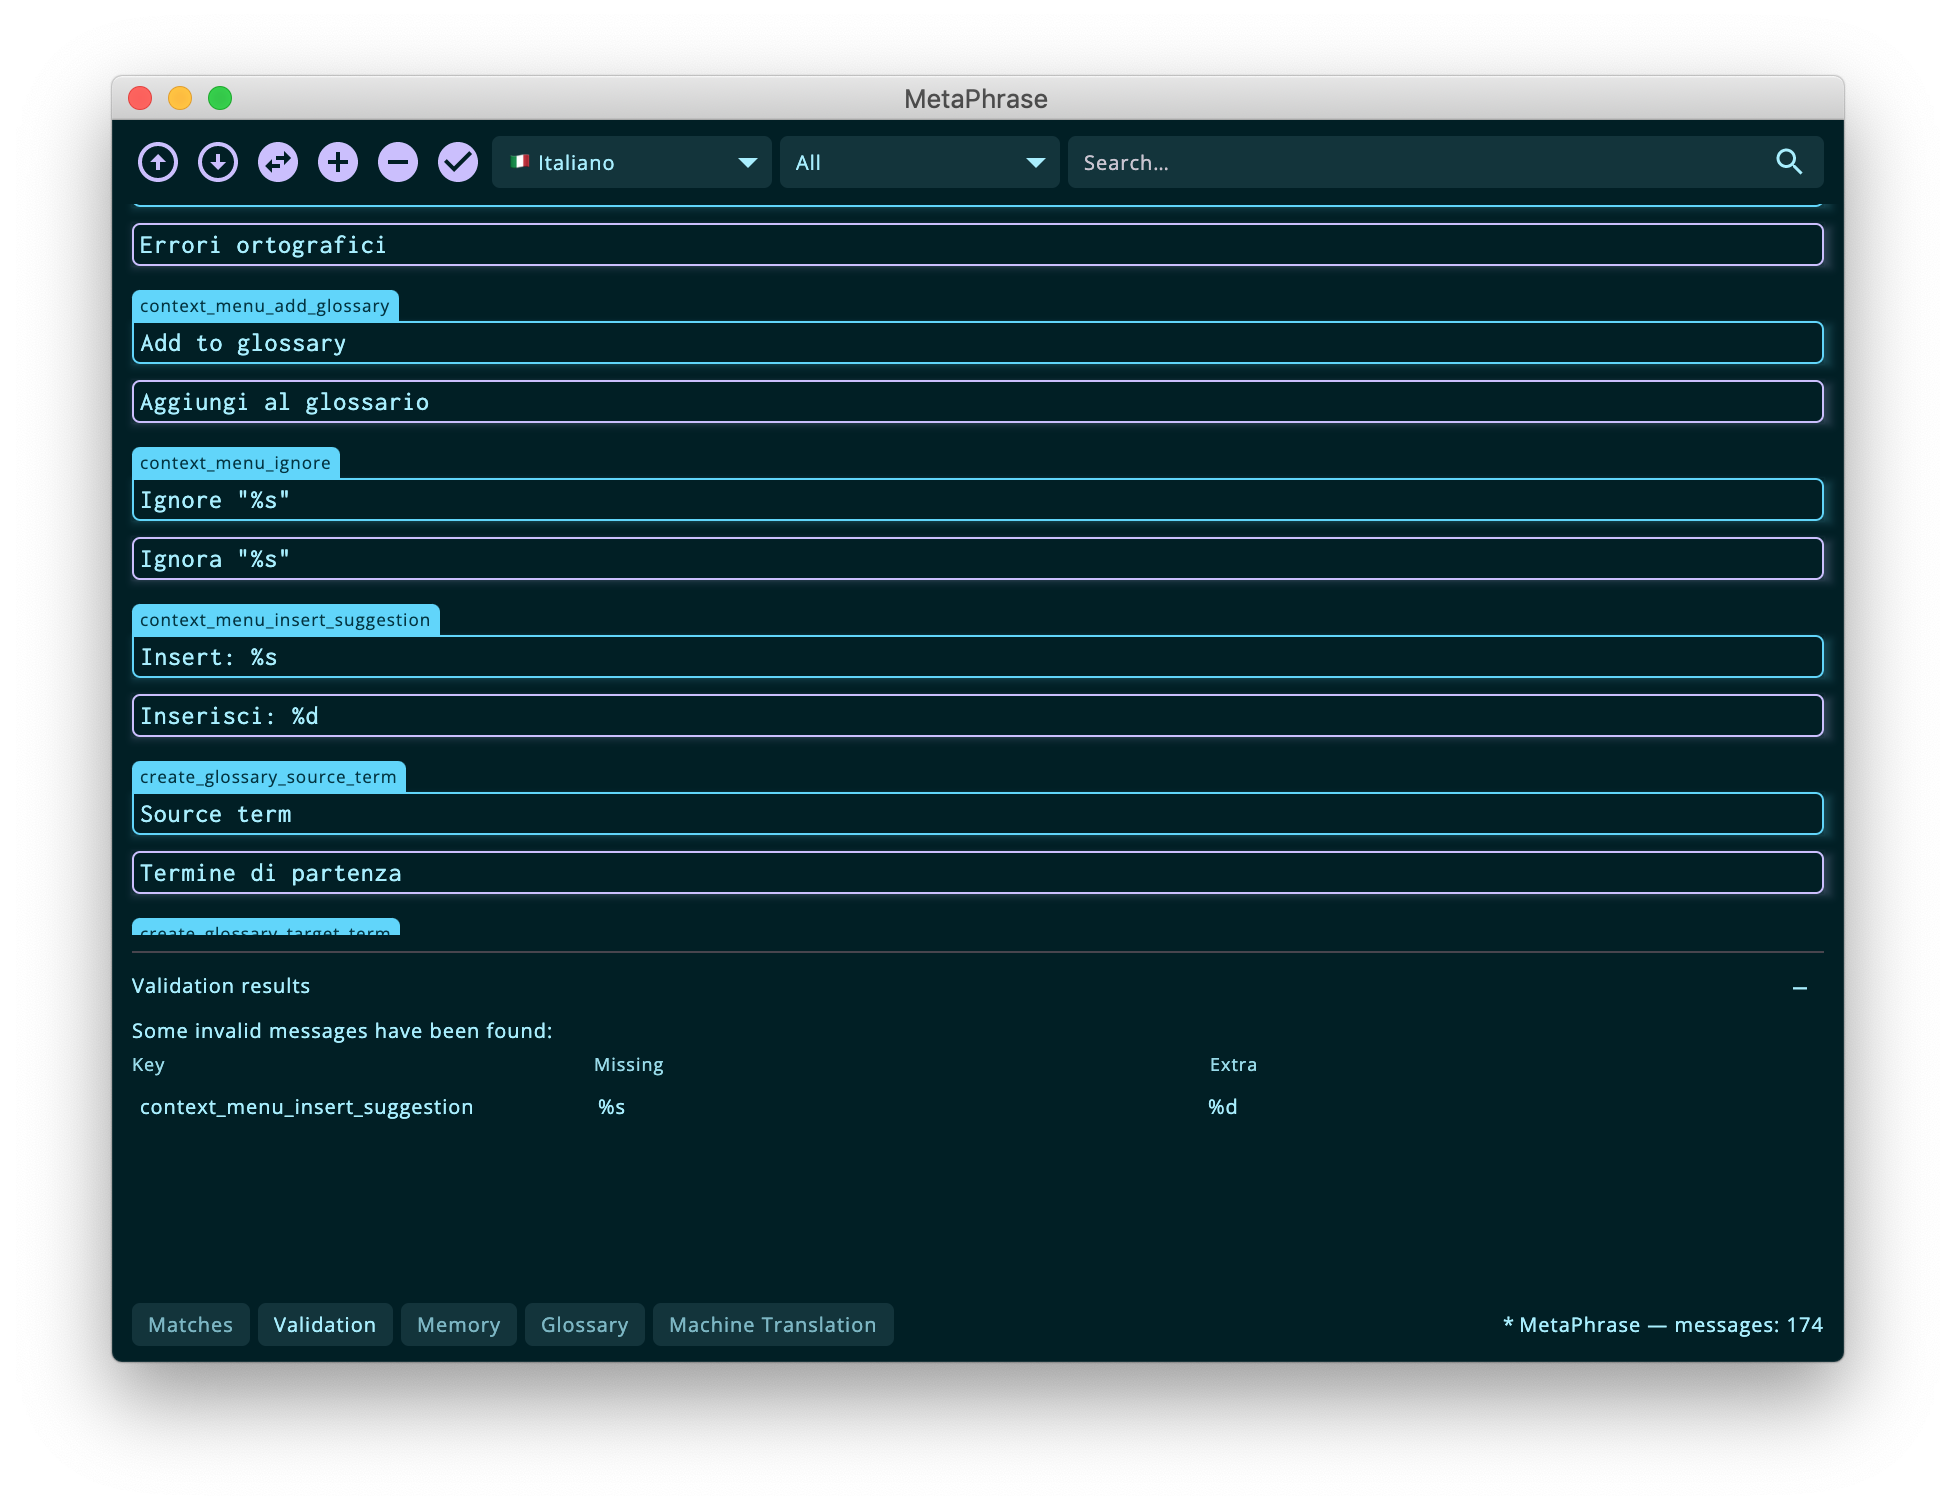 MetaPhrase
Italiano
All
Search...
Errori ortografici
context_menu_add_glossary
Add to glossary
Aggiungi al glossario
context_menu_ignore
Ignore "%s"
Ignora "%s"
context_menu_insert_suggestion
Insert: %s
Inserisci: %d
create_glossary_source_term
Source term
Termine di partenza
create_glossary_target_term
Validation results
Some invalid messages have been found:
Key Missing Extra
context_menu_insert_suggestion %s %d
Matches Validation Memory Glossary Machine Translation * MetaPhrase — messages: 174